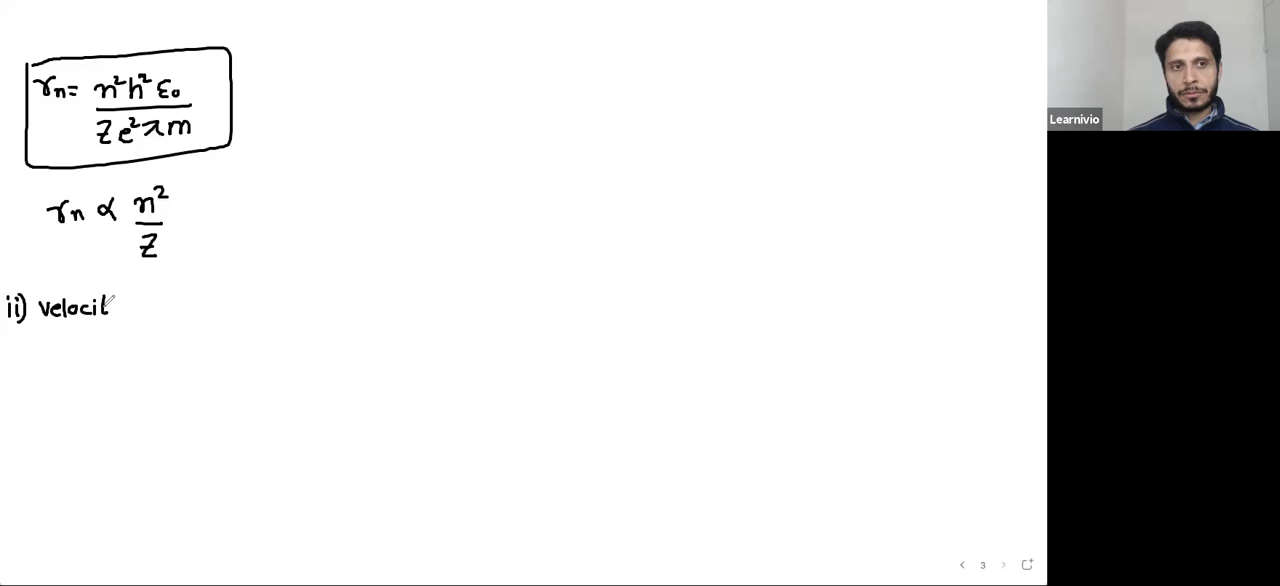 rn = n²h²ε₀ / Ze²πm
rn ∝ n² / Z
ii) Velocit
Learnivio
3